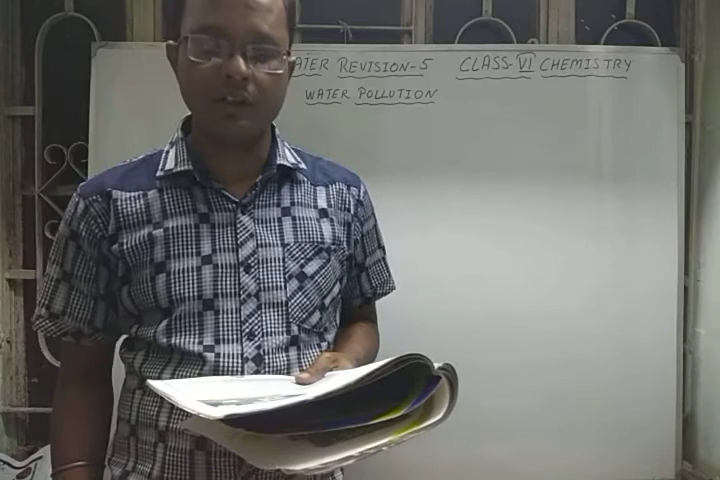 ATER REVISION-5 CLASS-VI CHEMISTRY
WATER POLLUTION